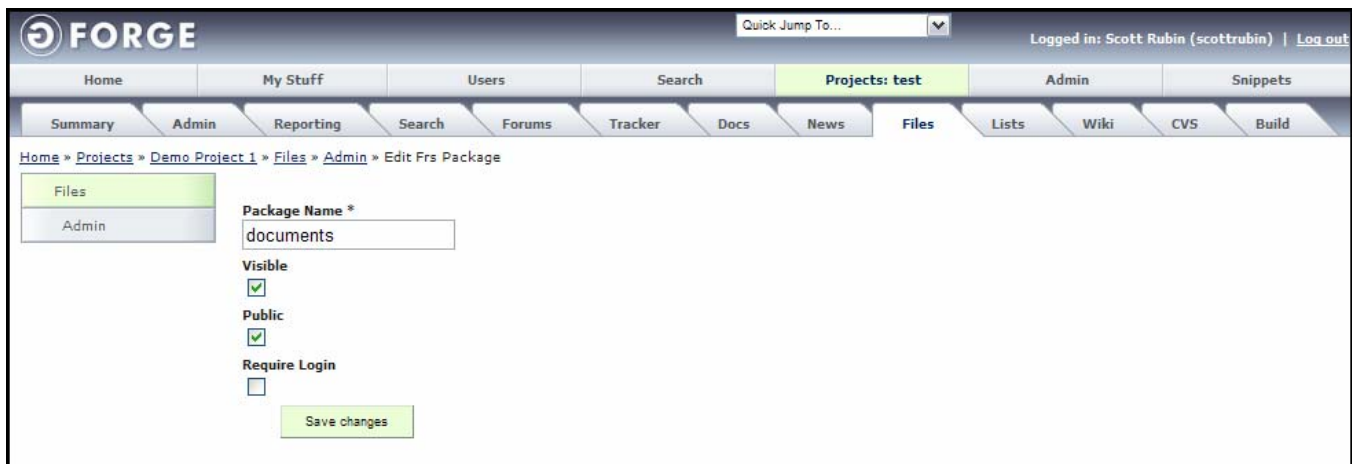 GFORGE
Quick Jump To...
Logged in: Scott Rubin (scottrubin) | Log out
Home My Stuff Users Search Projects: test Admin Snippets
Summary Admin Reporting Search Forums Tracker Docs News Files Lists Wiki CVS Build
Home » Projects » Demo Project 1 » Files » Admin » Edit Frs Package
Files
Admin
Package Name *
documents
Visible
Public
Require Login
Save changes